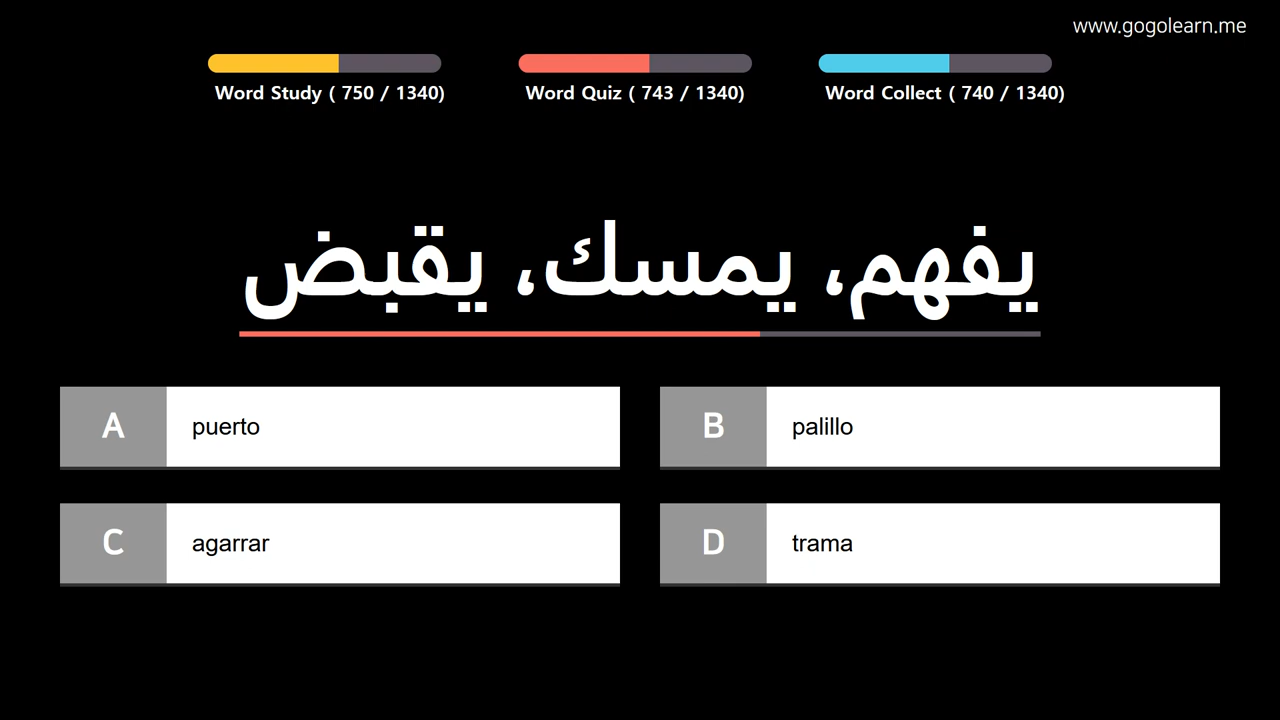 www.gogolearn.me
Word Study ( 750 / 1340)
Word Quiz ( 743 / 1340)
Word Collect ( 740 / 1340)
يفهم، يمسك، يقبض
A puerto
B palillo
C agarrar
D trama